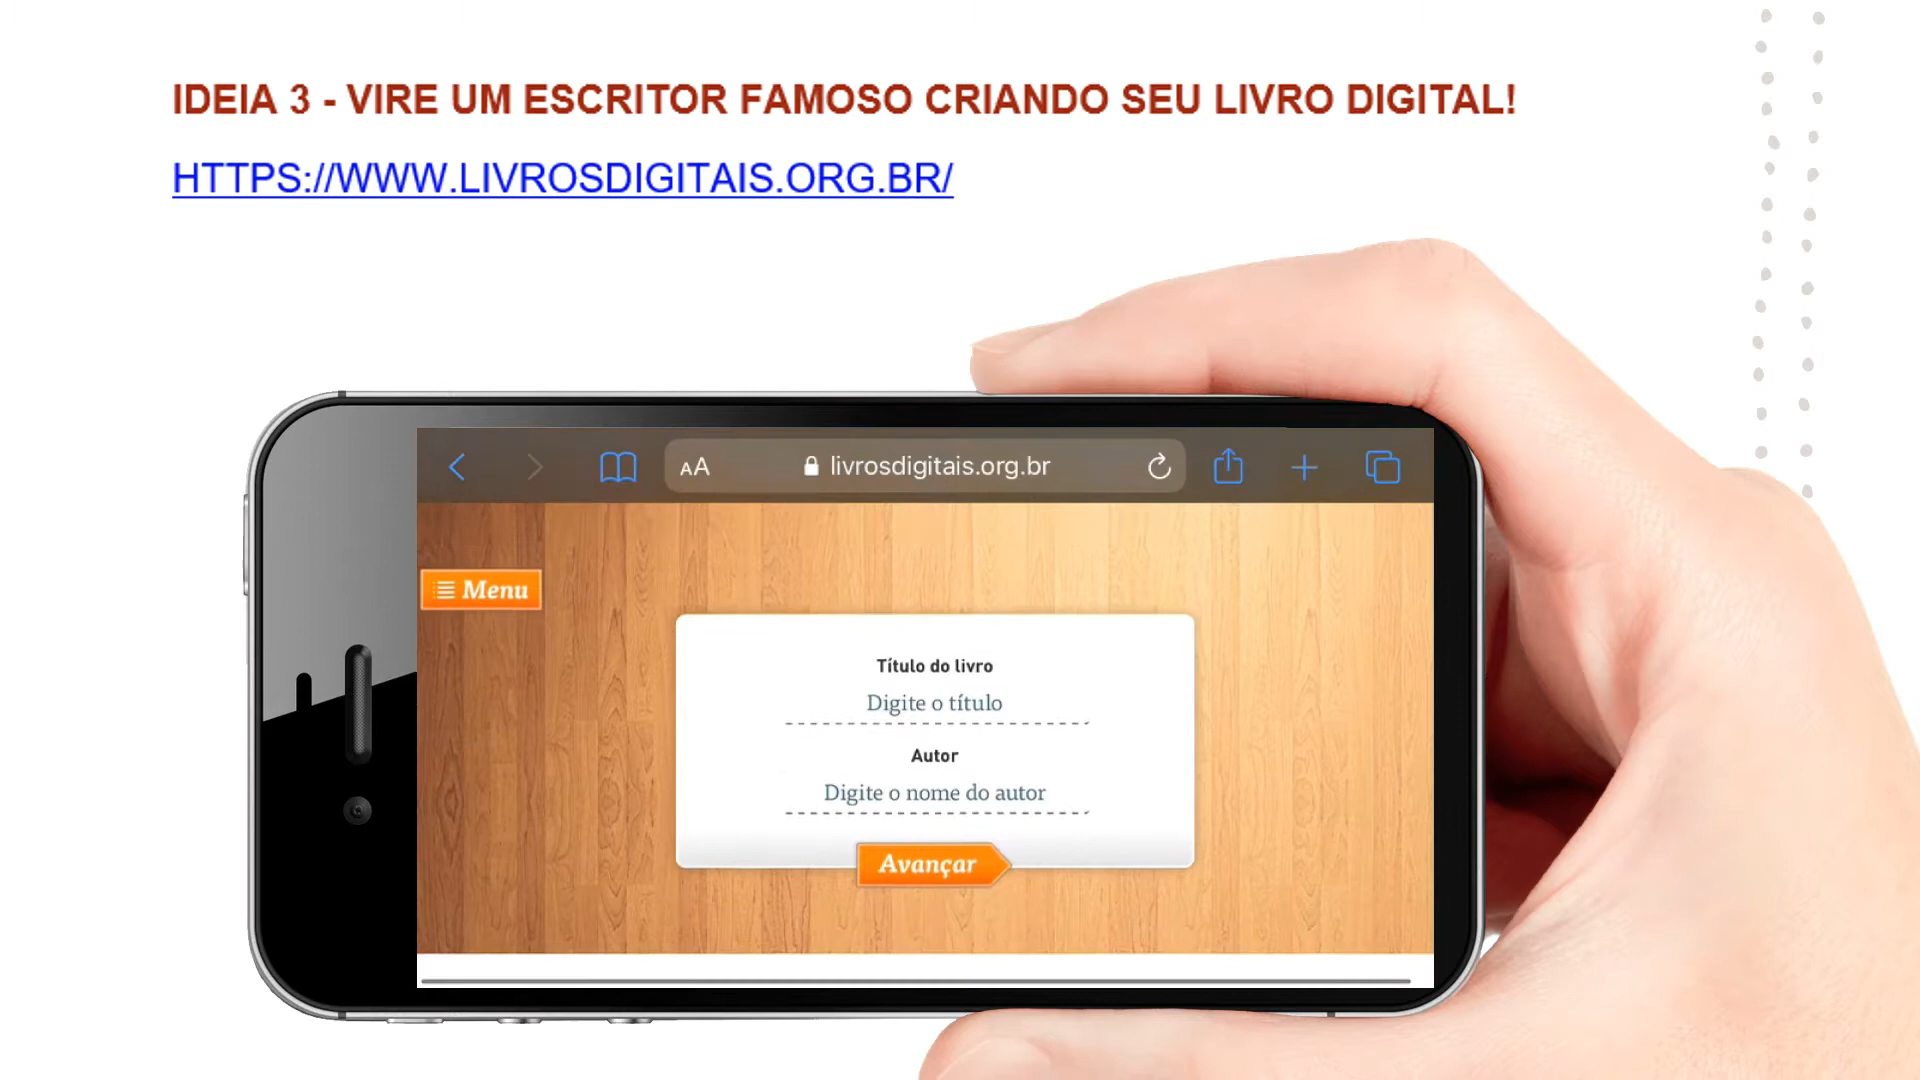 IDEIA 3 - VIRE UM ESCRITOR FAMOSO CRIANDO SEU LIVRO DIGITAL!
HTTPS://WWW.LIVROSDIGITAIS.ORG.BR/
AA livrosdigitais.org.br
Menu
Título do livro
Digite o título
Autor
Digite o nome do autor
Avançar